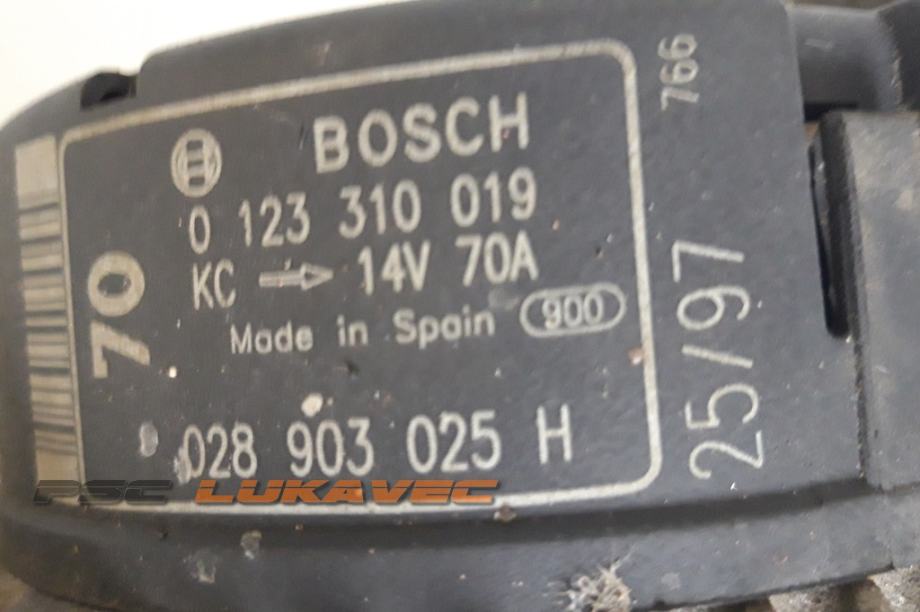 BOSCH
0 123 310 019
KC → 14V 70A
Made in Spain 900
028 903 025 H
70
766
25/97
PSC LUKAVEC